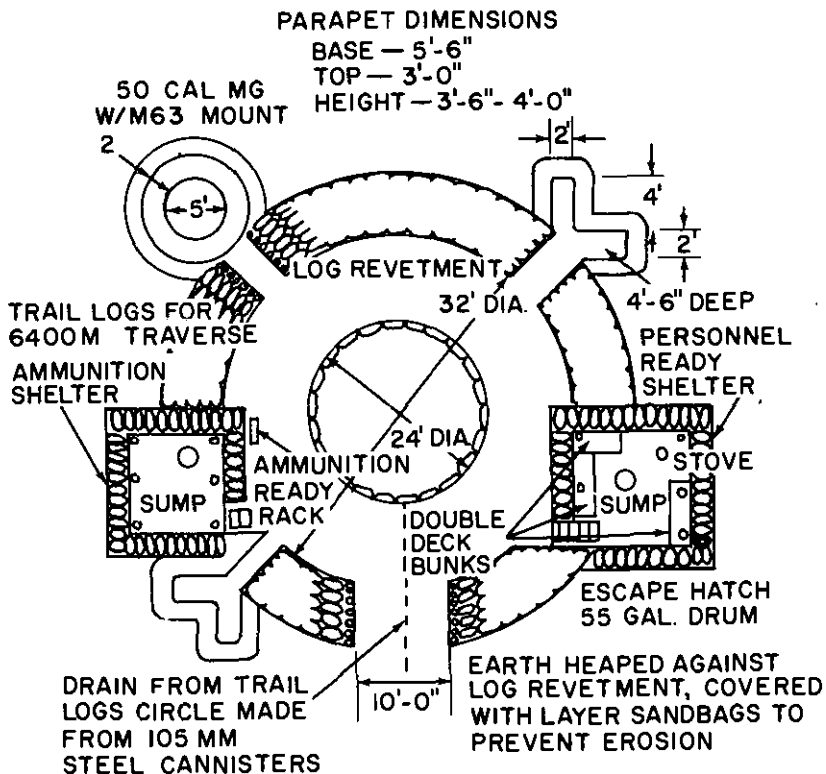 PARAPET DIMENSIONS
BASE — 5'-6"
TOP — 3'-0"
HEIGHT — 3'-6"- 4'-0"
50 CAL MG
W/M63 MOUNT
2
5'
2'
4'
2'
LOG REVETMENT
32' DIA.
4'-6" DEEP
TRAIL LOGS FOR
6400M TRAVERSE
AMMUNITION
SHELTER
PERSONNEL
READY
SHELTER
24' DIA.
AMMUNITION
READY
RACK
SUMP
STOVE
SUMP
DOUBLE
DECK
BUNKS
ESCAPE HATCH
55 GAL. DRUM
DRAIN FROM TRAIL
LOGS CIRCLE MADE
FROM 105 MM
STEEL CANNISTERS
10'-0"
EARTH HEAPED AGAINST
LOG REVETMENT, COVERED
WITH LAYER SANDBAGS TO
PREVENT EROSION